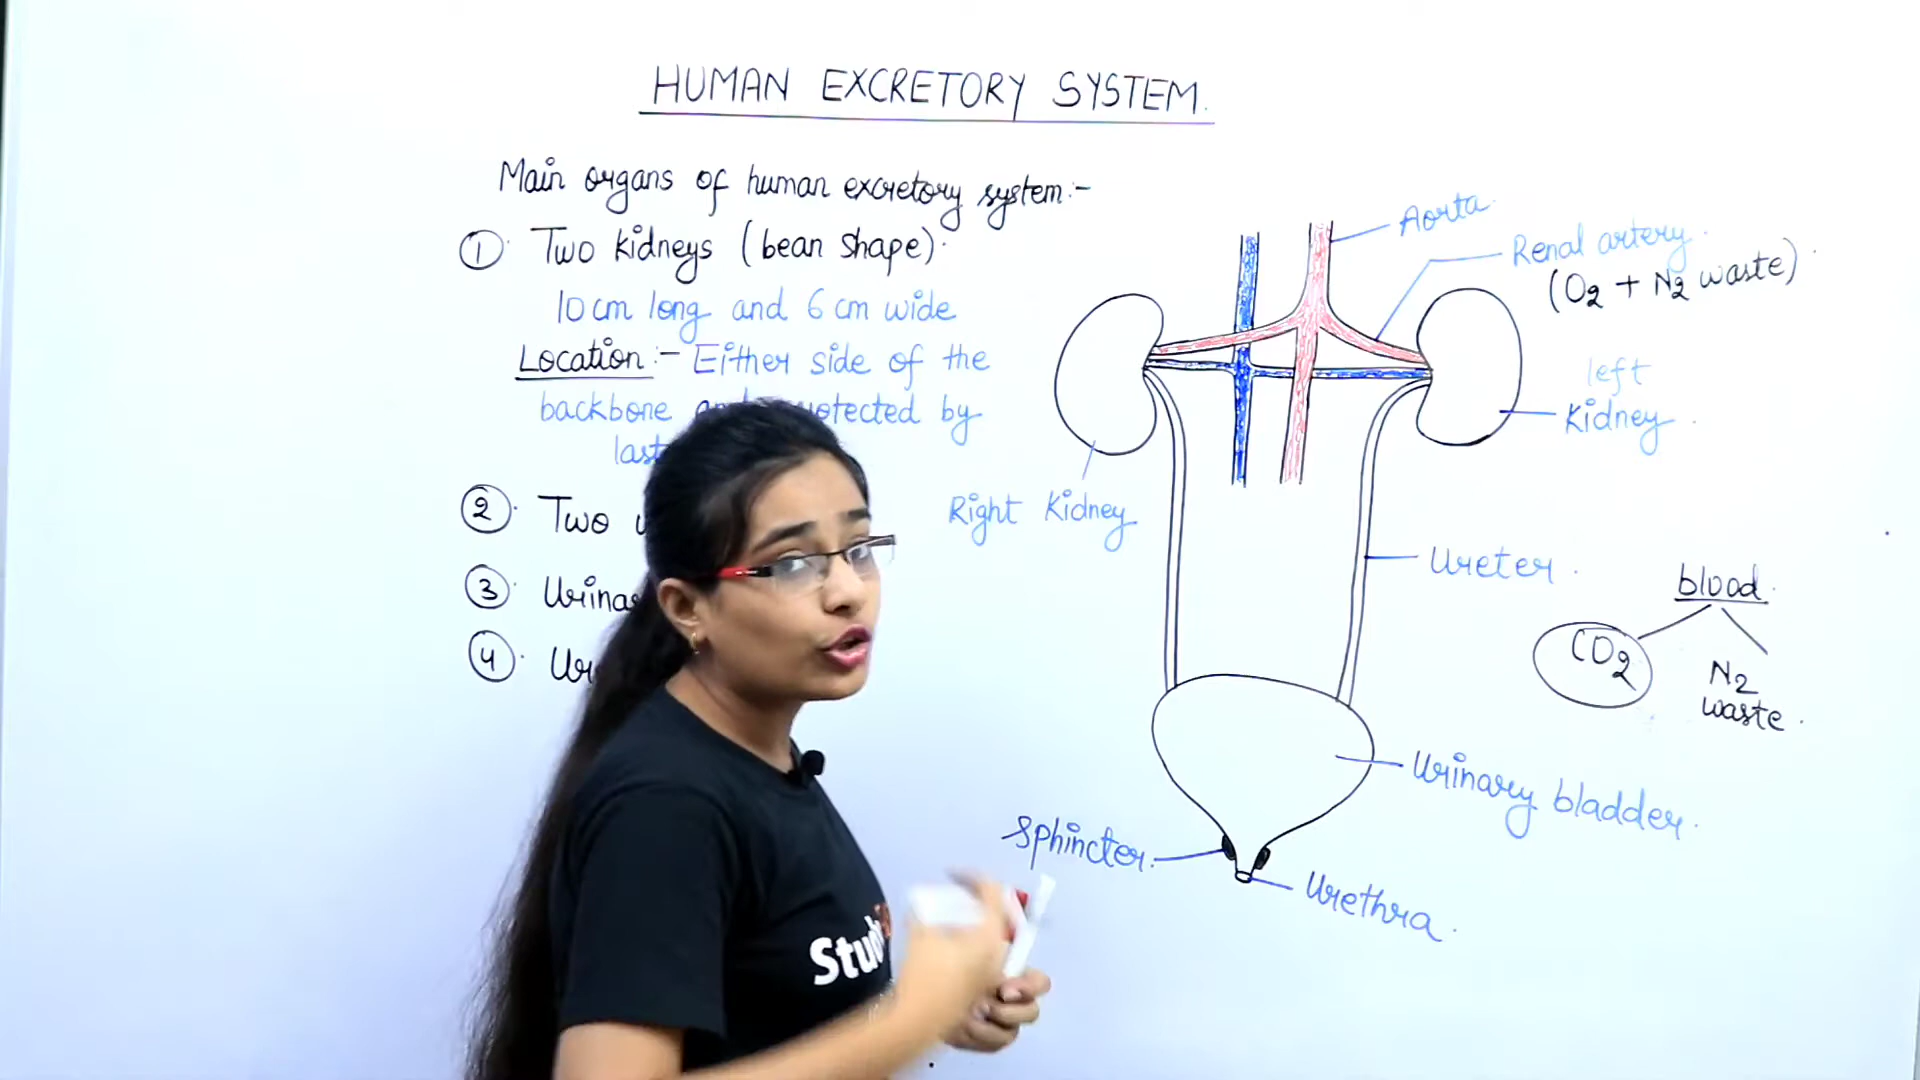 HUMAN EXCRETORY SYSTEM.
Main organs of human excretory system:-
① Two kidneys (bean shape)
10 cm long and 6 cm wide
Location :- Either side of the
backbone protected by
last
② Two
③
④
Aorta
Renal artery
(O2 + N2 waste)
left
Kidney
Right Kidney
Ureter
blood
CO2
N2
waste
Urinary bladder
Sphincter
Urethra
Stud